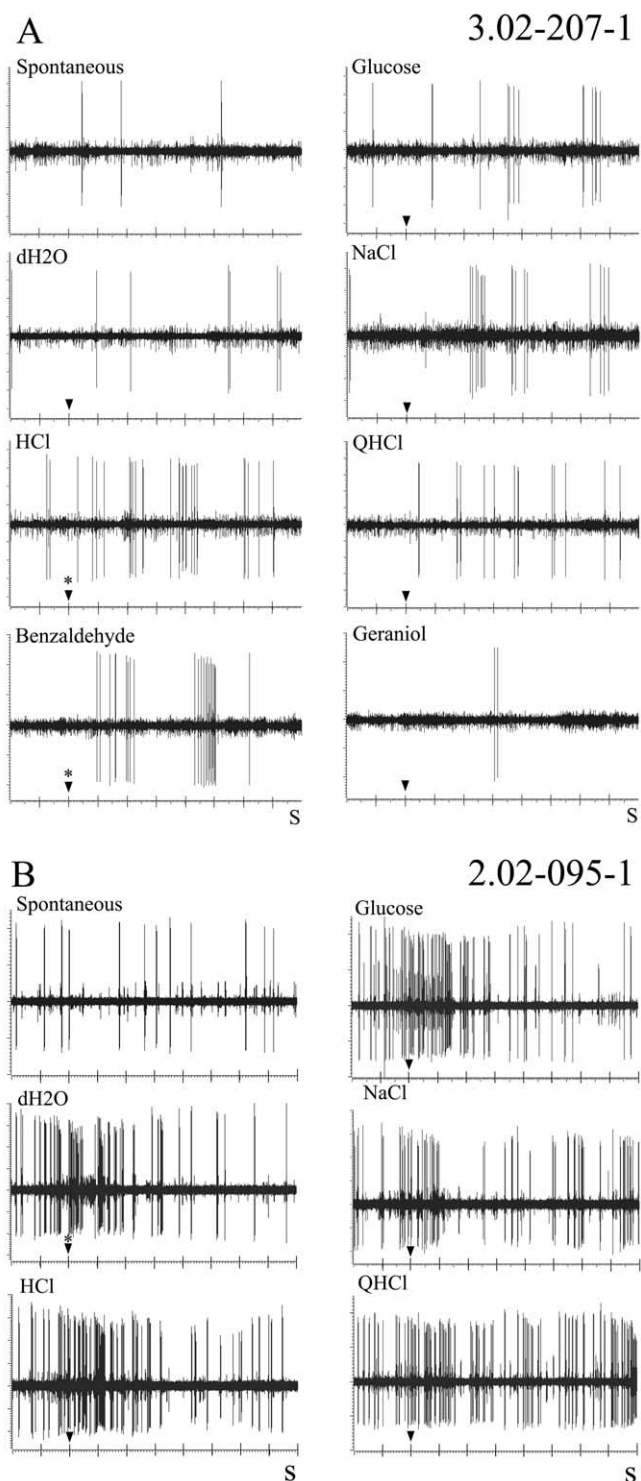 A
3.02-207-1
Spontaneous
Glucose
dH2O
NaCl
HCl
QHCl
*
Benzaldehyde
Geraniol
*
S
B
2.02-095-1
Spontaneous
Glucose
dH2O
NaCl
*
HCl
QHCl
S